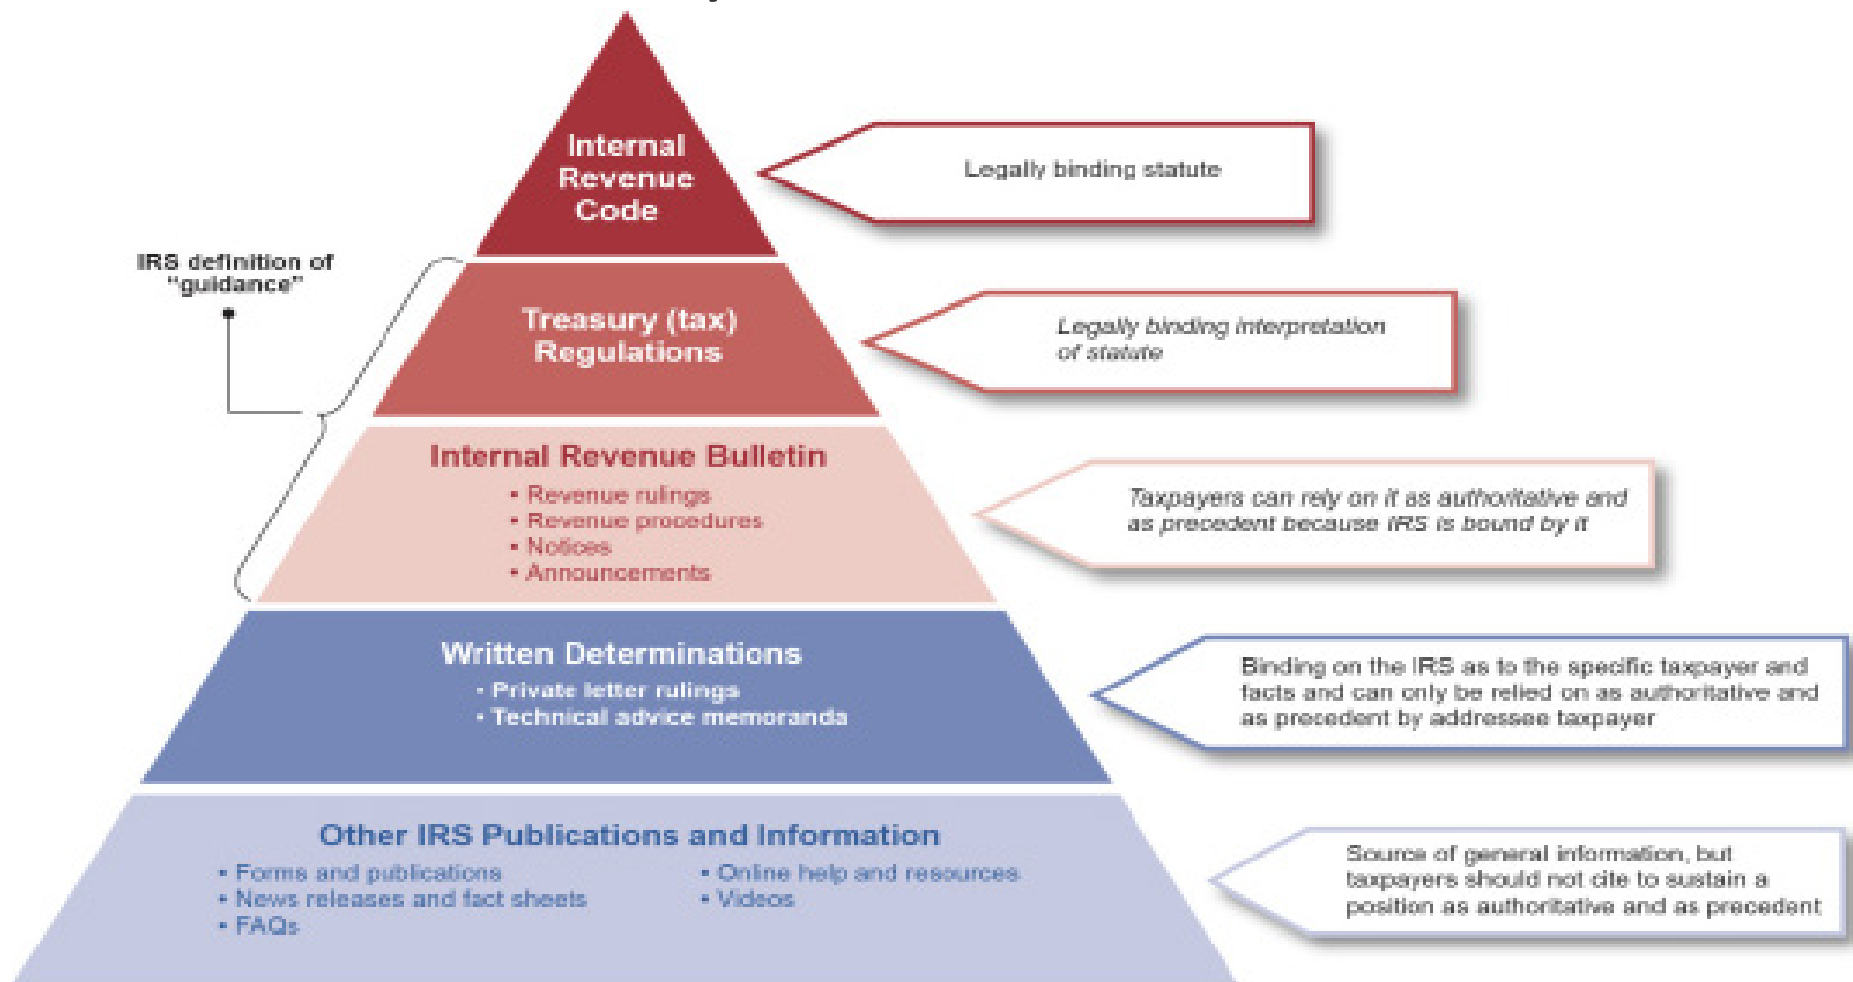 Internal
Revenue
Code
Legally binding statute
IRS definition of
"guidance"
Treasury (tax)
Regulations
Legally binding interpretation
of statute
Internal Revenue Bulletin
• Revenue rulings
• Revenue procedures
• Notices
• Announcements
Taxpayers can rely on it as authoritative and
as precedent because IRS is bound by it
Written Determinations
• Private letter rulings
• Technical advice memoranda
Binding on the IRS as to the specific taxpayer and
facts and can only be relied on as authoritative and
as precedent by addressee taxpayer
Other IRS Publications and Information
• Forms and publications
• News releases and fact sheets
• FAQs
• Online help and resources
• Videos
Source of general information, but
taxpayers should not cite to sustain a
position as authoritative and as precedent